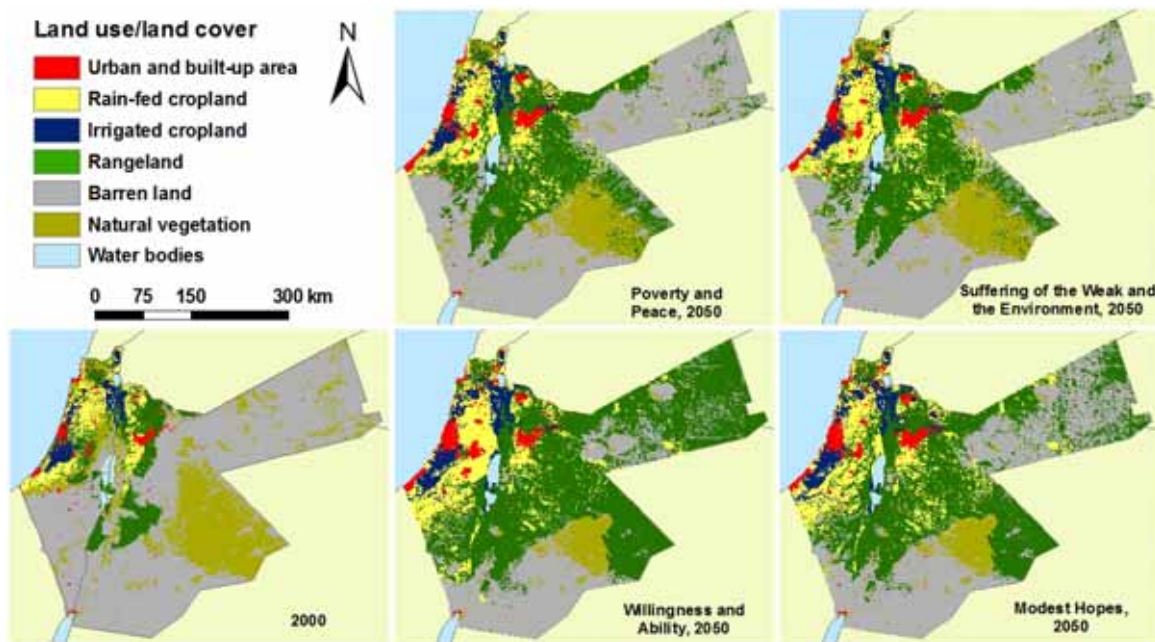 Land use/land cover
N
Urban and built-up area
Rain-fed cropland
Irrigated cropland
Rangeland
Barren land
Natural vegetation
Water bodies
0 75 150 300 km
Poverty and
Peace, 2050
Suffering of the Weak and
the Environment, 2050
2000
Willingness and
Ability, 2050
Modest Hopes,
2050